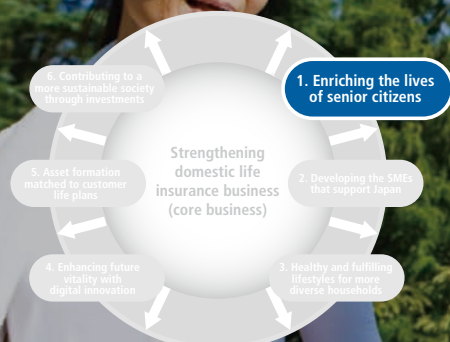 1. Enriching the lives
of senior citizens
6. Contributing to a
more sustainable society
through investments
Strengthening
domestic life
insurance business
(core business)
5. Asset formation
matched to customer
life plans
2. Developing the SMEs
that support Japan
4. Enhancing future
vitality with
digital innovation
3. Healthy and fulfilling
lifestyles for more
diverse households